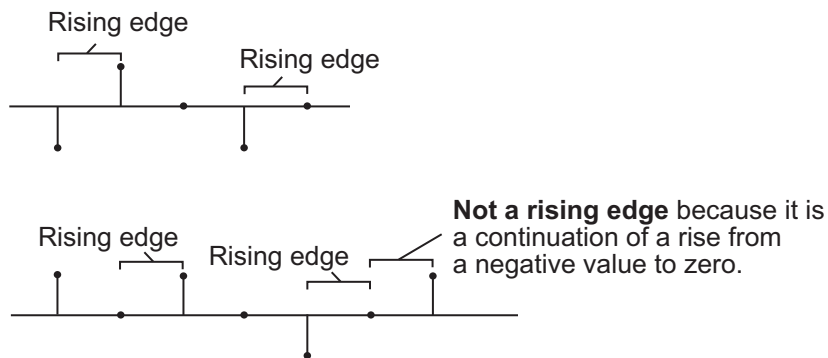 Rising edge
Rising edge
Not a rising edge because it is
a continuation of a rise from
a negative value to zero.
Rising edge
Rising edge